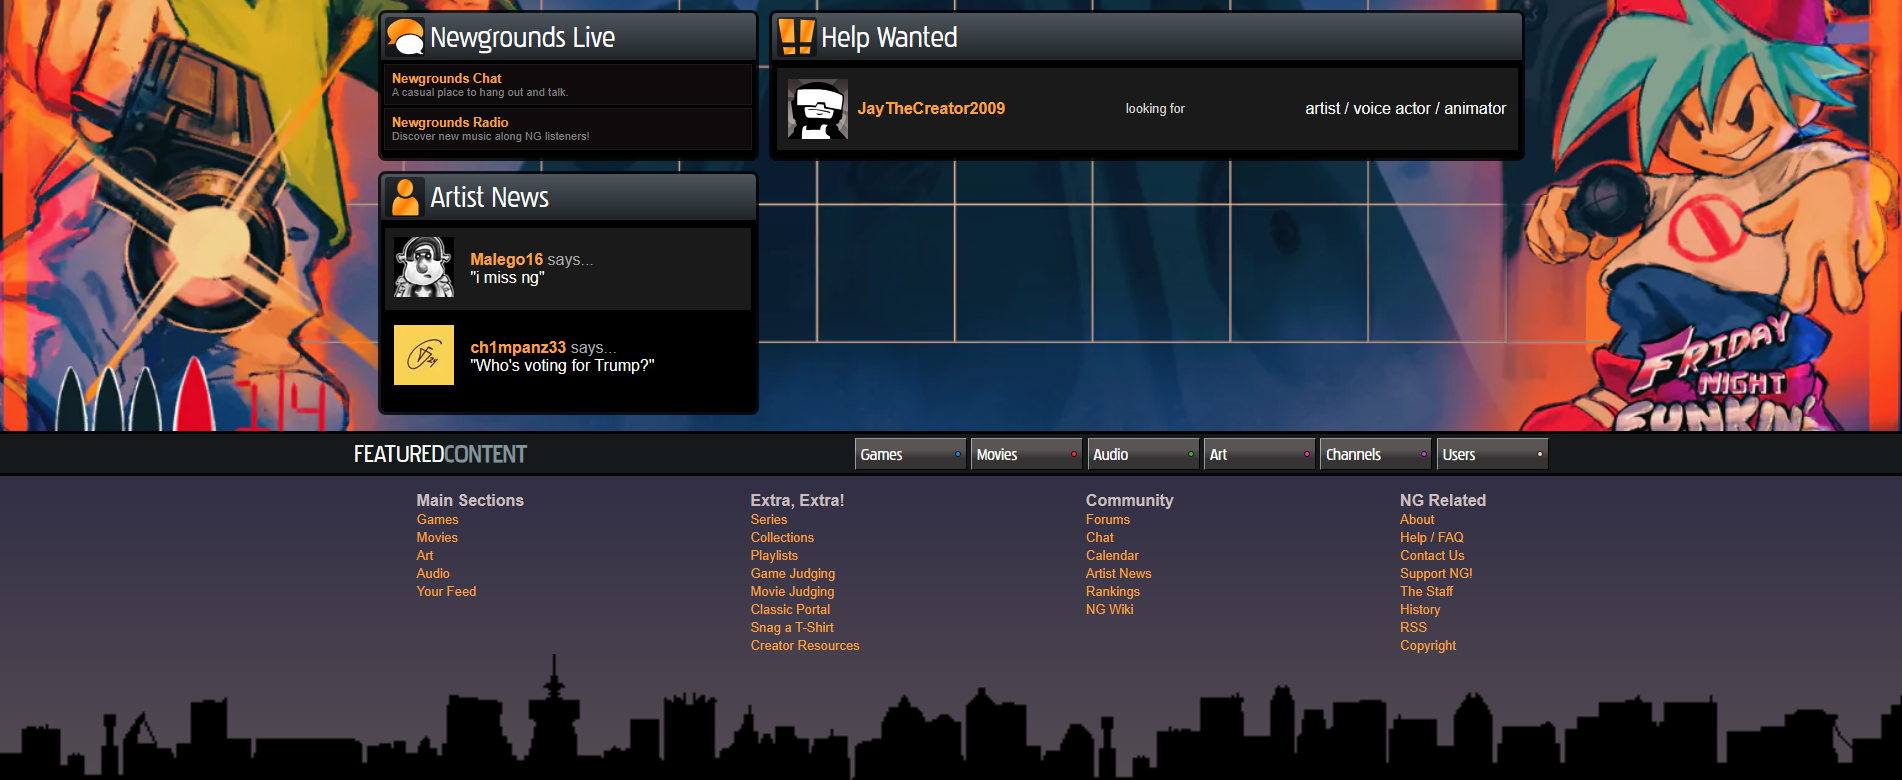 Newgrounds Live
Newgrounds Chat
A casual place to hang out and talk.
Newgrounds Radio
Discover new music along NG listeners!
Help Wanted
JayTheCreator2009
looking for
artist / voice actor / animator
Artist News
Malego16 says...
"i miss ng"
ch1mpanz33 says...
"Who's voting for Trump?"
14
FRIDAY
NIGHT
FUNKIN'
FEATUREDCONTENT
Games
Movies
Audio
Art
Channels
Users
Main Sections
Games
Movies
Art
Audio
Your Feed
Extra, Extra!
Series
Collections
Playlists
Game Judging
Movie Judging
Classic Portal
Snag a T-Shirt
Creator Resources
Community
Forums
Chat
Calendar
Artist News
Rankings
NG Wiki
NG Related
About
Help / FAQ
Contact Us
Support NG!
The Staff
History
RSS
Copyright